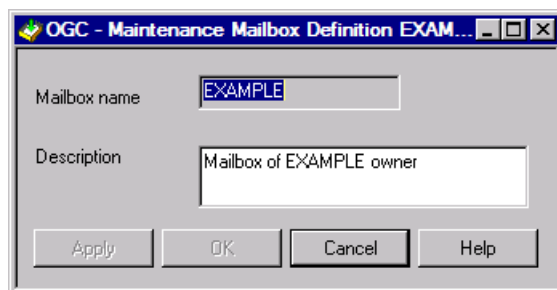 OGC - Maintenance Mailbox Definition EXAM...
Mailbox name EXAMPLE
Description Mailbox of EXAMPLE owner
Apply OK Cancel Help